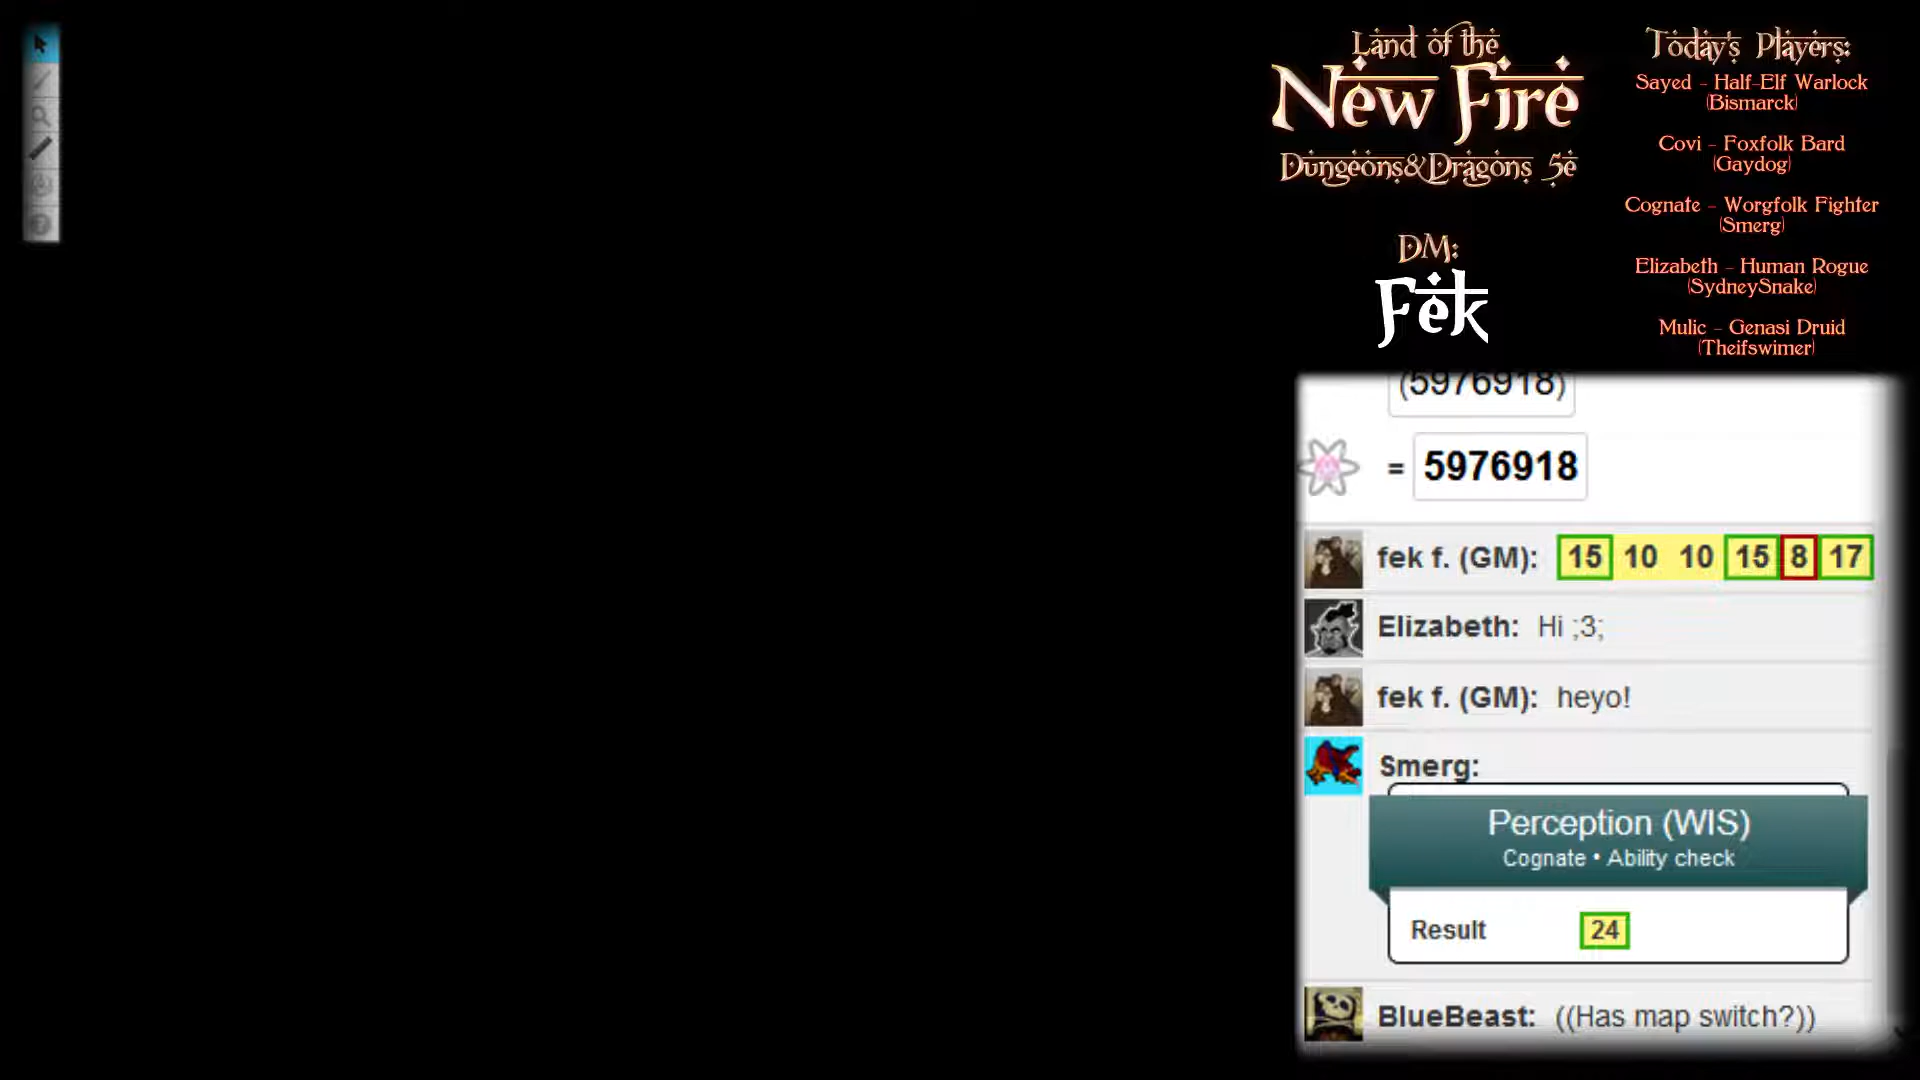 Land of the
New Fire
Dungeons&Dragons 5e
DM:
Fek
Today's Players:
Sayed - Half-Elf Warlock
(Bismarck)
Covi - Foxfolk Bard
(Gaydog)
Cognate - Worgfolk Fighter
(Smerg)
Elizabeth - Human Rogue
(SydneySnake)
Mulic - Genasi Druid
(Theifswimer)
(5976918)
= 5976918
fek f. (GM): 15 10 10 15 8 17
Elizabeth: Hi ;3;
fek f. (GM): heyo!
Smerg:
Perception (WIS)
Cognate • Ability check
Result 24
BlueBeast: ((Has map switch?))